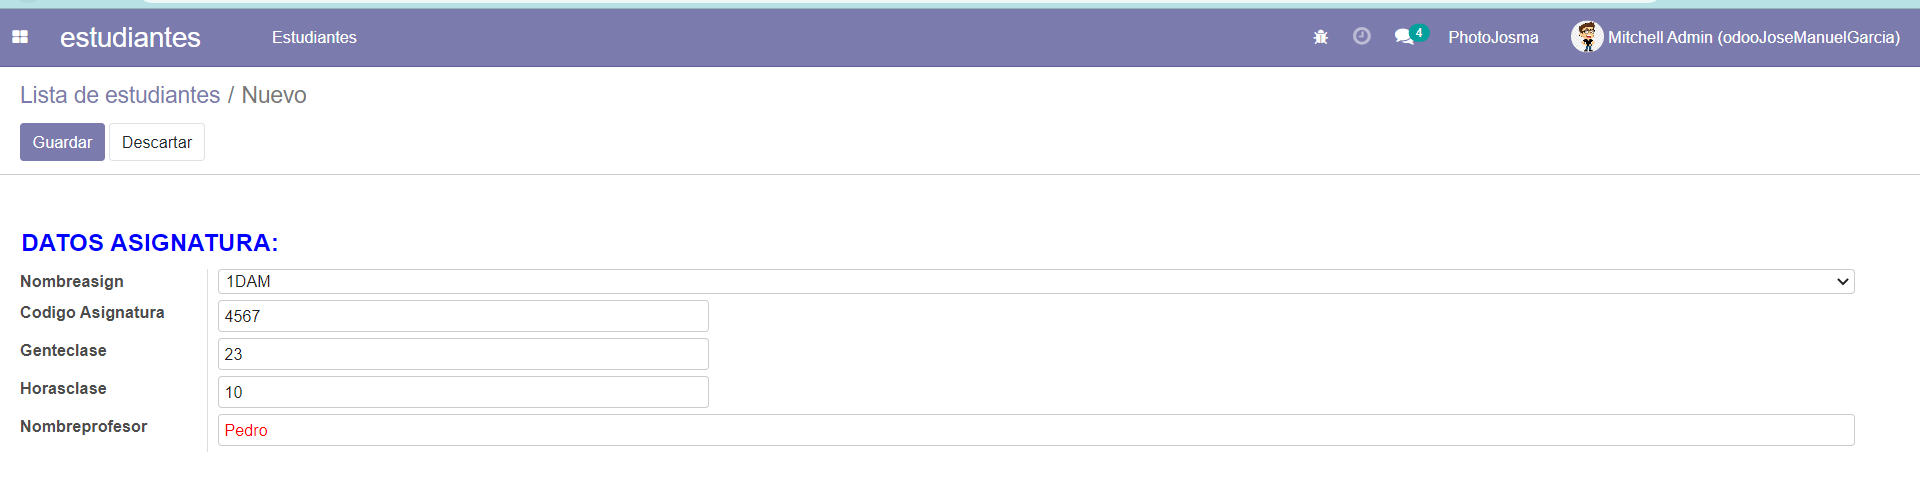 estudiantes Estudiantes 4 PhotoJosma Mitchell Admin (odooJoseManuelGarcia)
Lista de estudiantes / Nuevo
Guardar Descartar
DATOS ASIGNATURA:
Nombreasign 1DAM
Codigo Asignatura 4567
Genteclase 23
Horasclase 10
Nombreprofesor Pedro